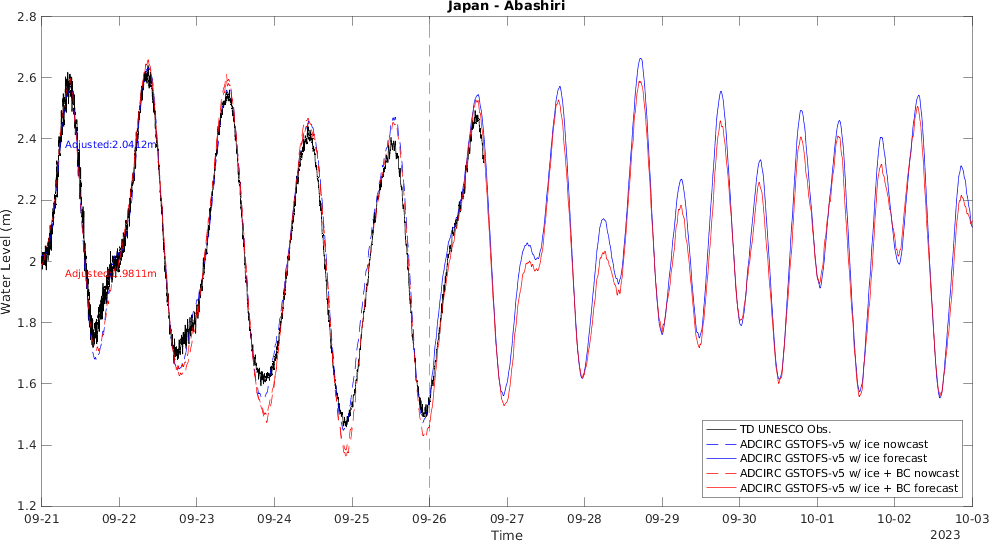 Japan - Abashiri
2.8
2.6
2.4
2.2
2
1.8
1.6
1.4
1.2
Water Level (m)
Adjusted:2.0412m
Adjusted:1.9811m
TD UNESCO Obs.
ADCIRC GSTOFS-v5 w/ ice nowcast
ADCIRC GSTOFS-v5 w/ ice forecast
ADCIRC GSTOFS-v5 w/ ice + BC nowcast
ADCIRC GSTOFS-v5 w/ ice + BC forecast
09-21 09-22 09-23 09-24 09-25 09-26 09-27 09-28 09-29 09-30 10-01 10-02 10-03
Time
2023